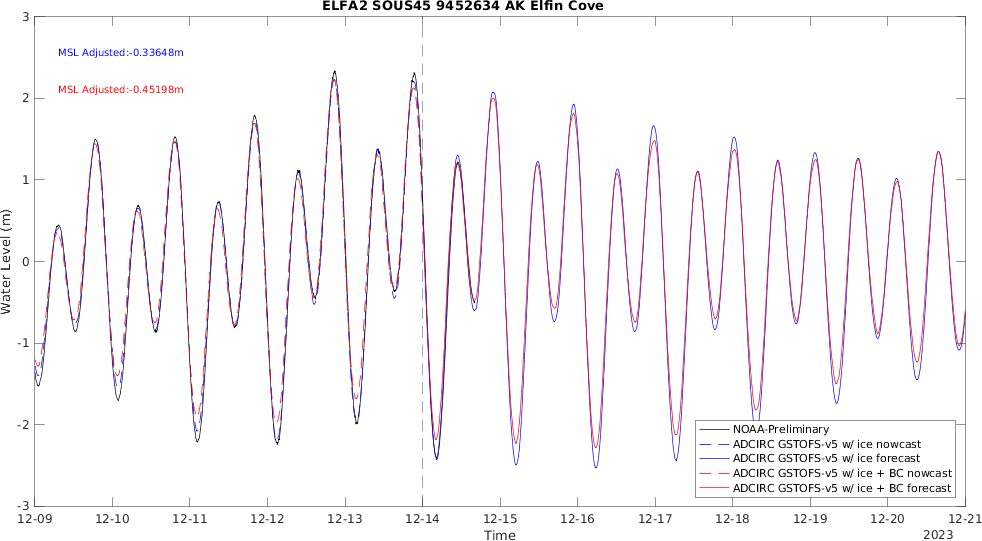 ELFA2 SOUS45 9452634 AK Elfin Cove
MSL Adjusted:-0.33648m
MSL Adjusted:-0.45198m
3
2
1
0
-1
-2
-3
Water Level (m)
NOAA-Preliminary
ADCIRC GSTOFS-v5 w/ ice nowcast
ADCIRC GSTOFS-v5 w/ ice forecast
ADCIRC GSTOFS-v5 w/ ice + BC nowcast
ADCIRC GSTOFS-v5 w/ ice + BC forecast
12-09 12-10 12-11 12-12 12-13 12-14 12-15 12-16 12-17 12-18 12-19 12-20 12-21
Time
2023